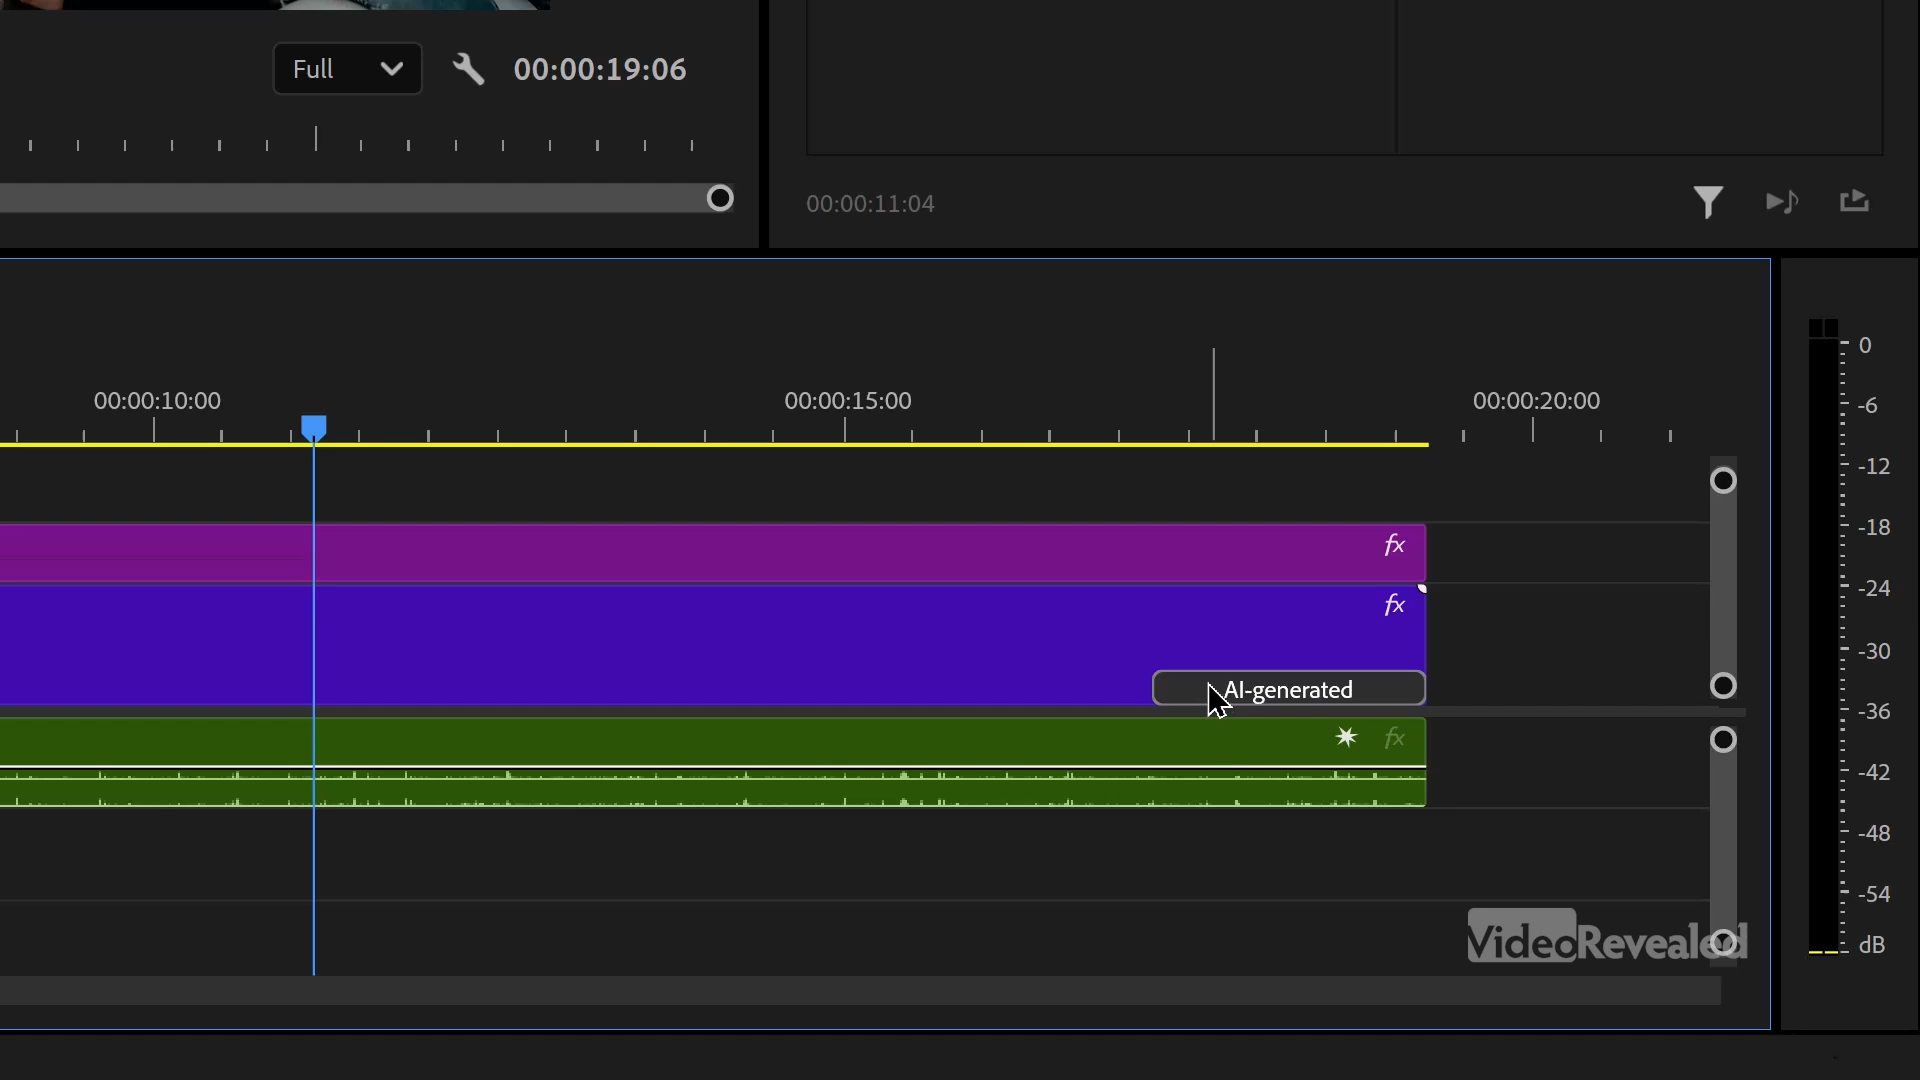 Full
00:00:19:06
00:00:11:04
00:00:10:00
00:00:15:00
00:00:20:00
fx
fx
AI-generated
fx
0
-6
-12
-18
-24
-30
-36
-42
-48
-54
dB
VideoRevealed